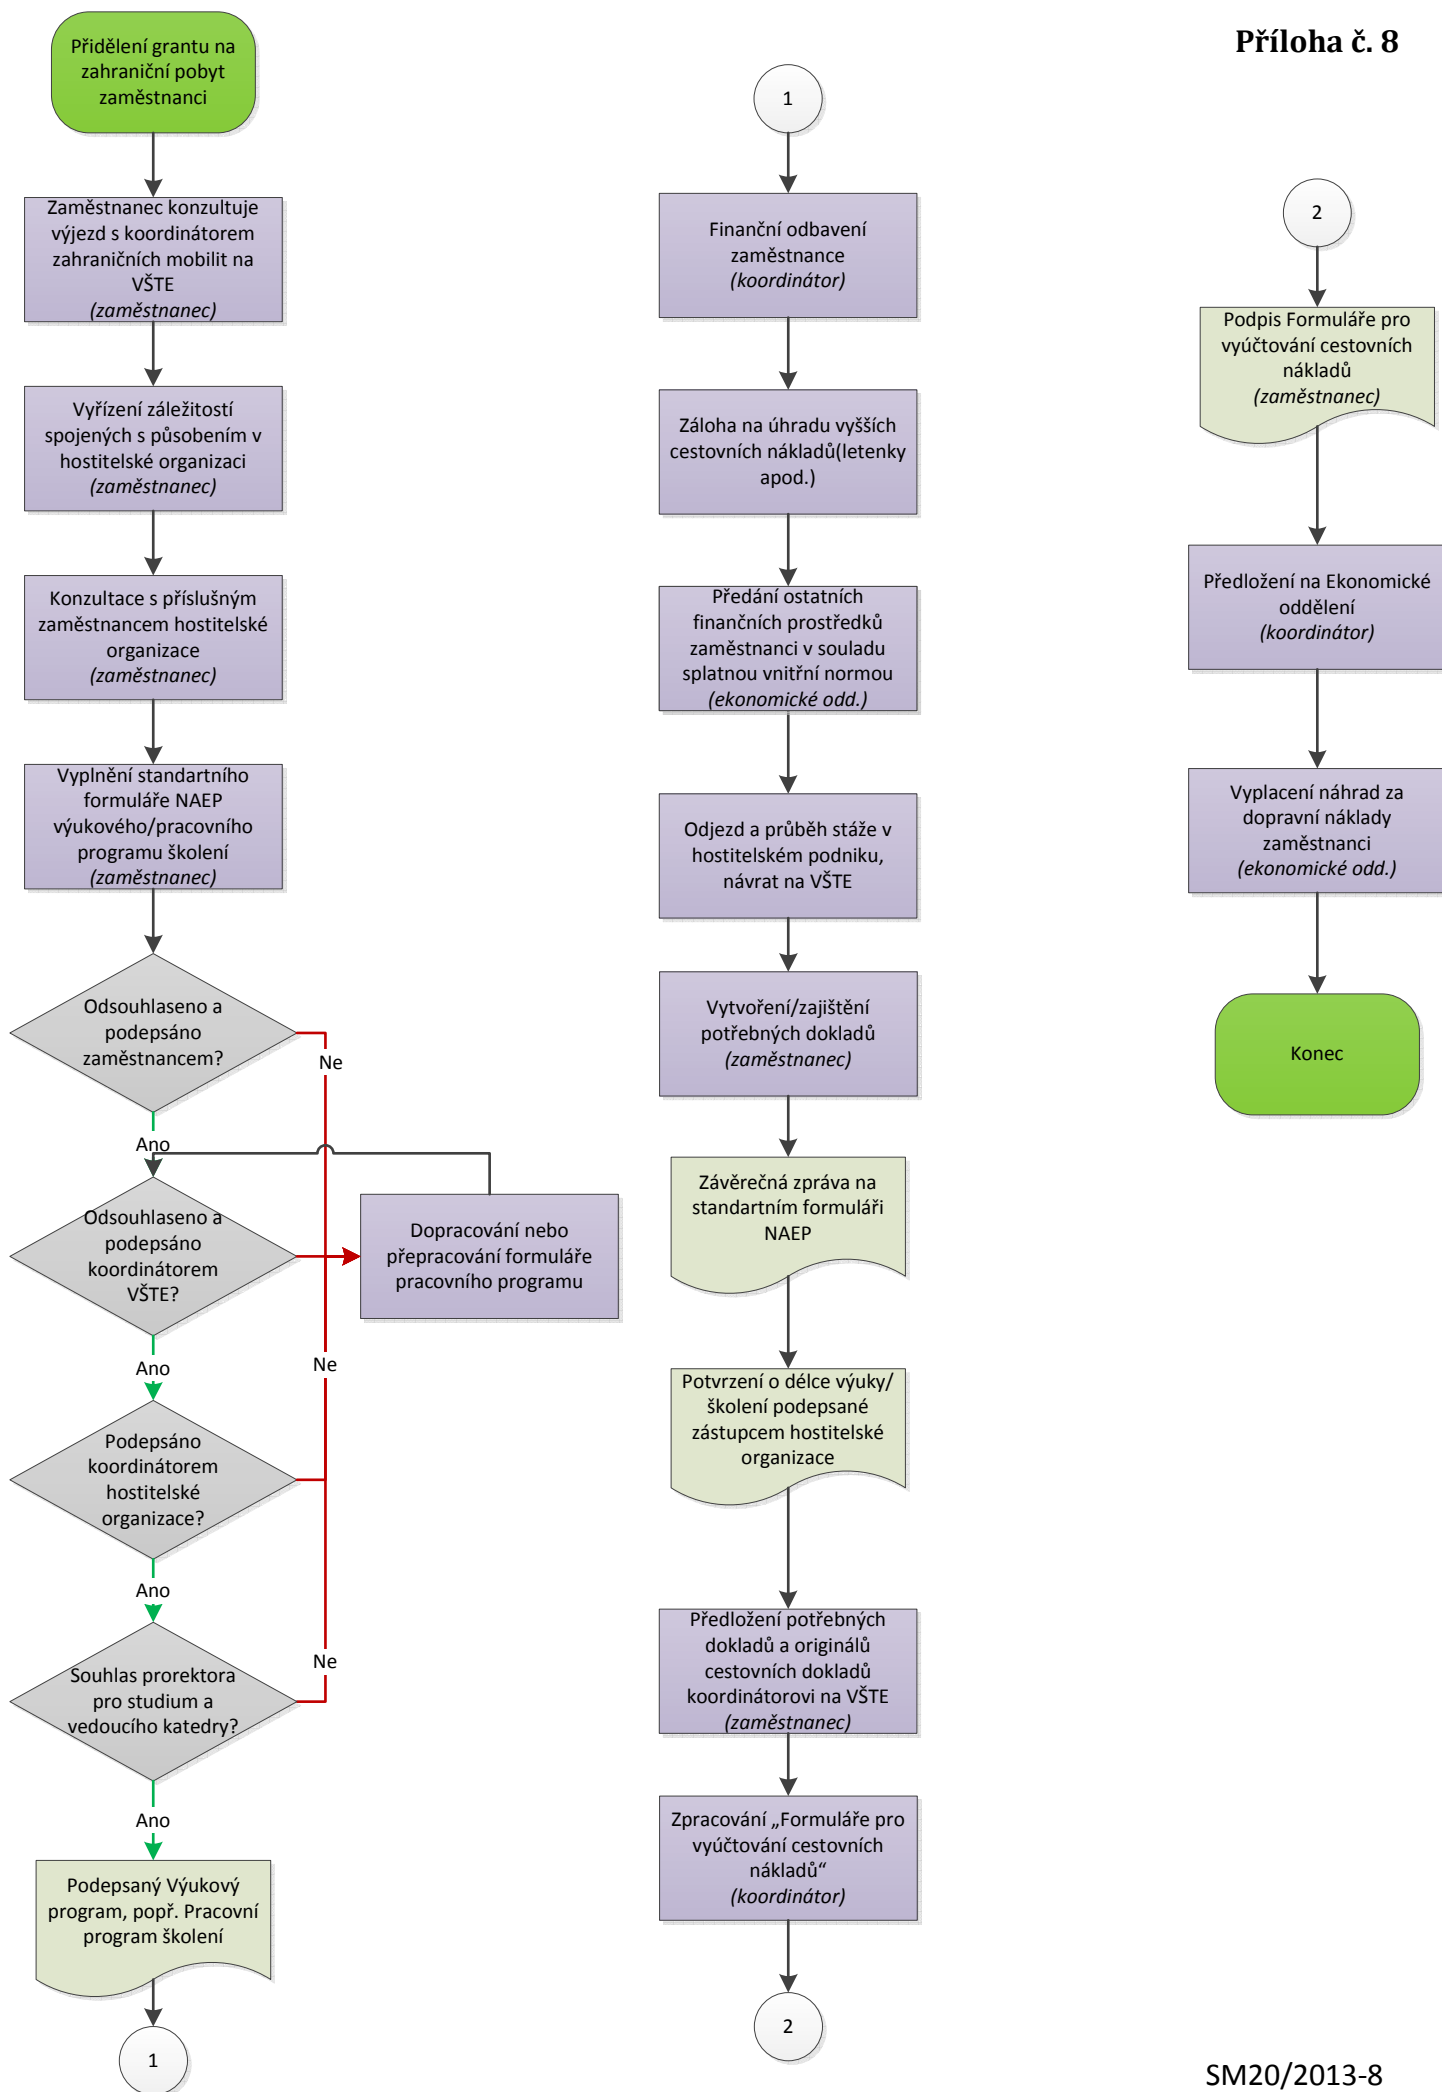 Příloha č. 8
Přidělení grantu na
zahraniční pobyt
zaměstnanci
Zaměstnanec konzultuje
výjezd s koordinátorem
zahraničních mobilit na
VŠTE
(zaměstnanec)
Vyřízení záležitostí
spojených s působením v
hostitelské organizaci
(zaměstnanec)
Konzultace s příslušným
zaměstnancem hostitelské
organizace
(zaměstnanec)
Vyplnění standartního
formuláře NAEP
výukového/pracovního
programu školení
(zaměstnanec)
Odsouhlaseno a
podepsáno
zaměstnancem?
Ne
Ano
Odsouhlaseno a
podepsáno
koordinátorem
VŠTE?
Dopracování nebo
přepracování formuláře
pracovního programu
Ano
Ne
Podepsáno
koordinátorem
hostitelské
organizace?
Ano
Ne
Souhlas prorektora
pro studium a
vedoucího katedry?
Ano
Podepsaný Výukový
program, popř. Pracovní
program školení
1
1
Finanční odbavení
zaměstnance
(koordinátor)
Záloha na úhradu vyšších
cestovních nákladů(letenky
apod.)
Předání ostatních
finančních prostředků
zaměstnanci v souladu
splatnou vnitřní normou
(ekonomické odd.)
Odjezd a průběh stáže v
hostitelském podniku,
návrat na VŠTE
Vytvoření/zajištění
potřebných dokladů
(zaměstnanec)
Závěrečná zpráva na
standartním formuláři
NAEP
Potvrzení o délce výuky/
školení podepsané
zástupcem hostitelské
organizace
Předložení potřebných
dokladů a originálů
cestovních dokladů
koordinátorovi na VŠTE
(zaměstnanec)
Zpracování „Formuláře pro
vyúčtování cestovních
nákladů“
(koordinátor)
2
2
Podpis Formuláře pro
vyúčtování cestovních
nákladů
(zaměstnanec)
Předložení na Ekonomické
oddělení
(koordinátor)
Vyplacení náhrad za
dopravní náklady
zaměstnanci
(ekonomické odd.)
Konec
SM20/2013-8